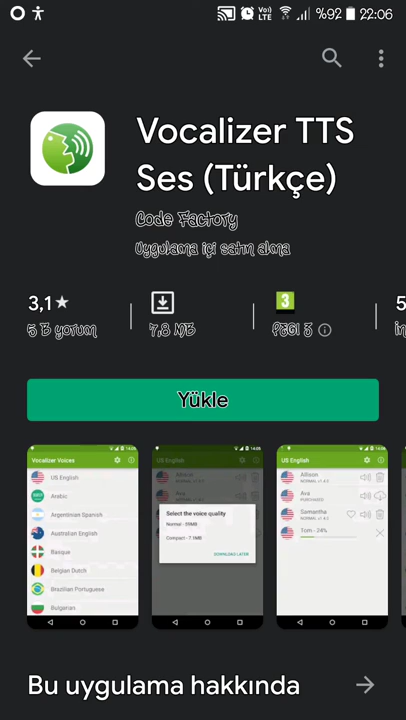 %92 22:06
Vocalizer TTS
Ses (Türkçe)
Code Factory
Uygulama içi satın alma
3,1★
5 B yorum
7,8 MB
3
PEGI 3
Yükle
Vocalizer Voices
US English
Arabic
Argentinian Spanish
Australian English
Basque
Belgian Dutch
Brazilian Portuguese
Bulgarian
US English
Select the voice quality
Normal - 39MB
Compact - 7.1MB
DOWNLOAD LATER
US English
Allison
Ava
PURCHASED
Samantha
Tom - 24%
Bu uygulama hakkında